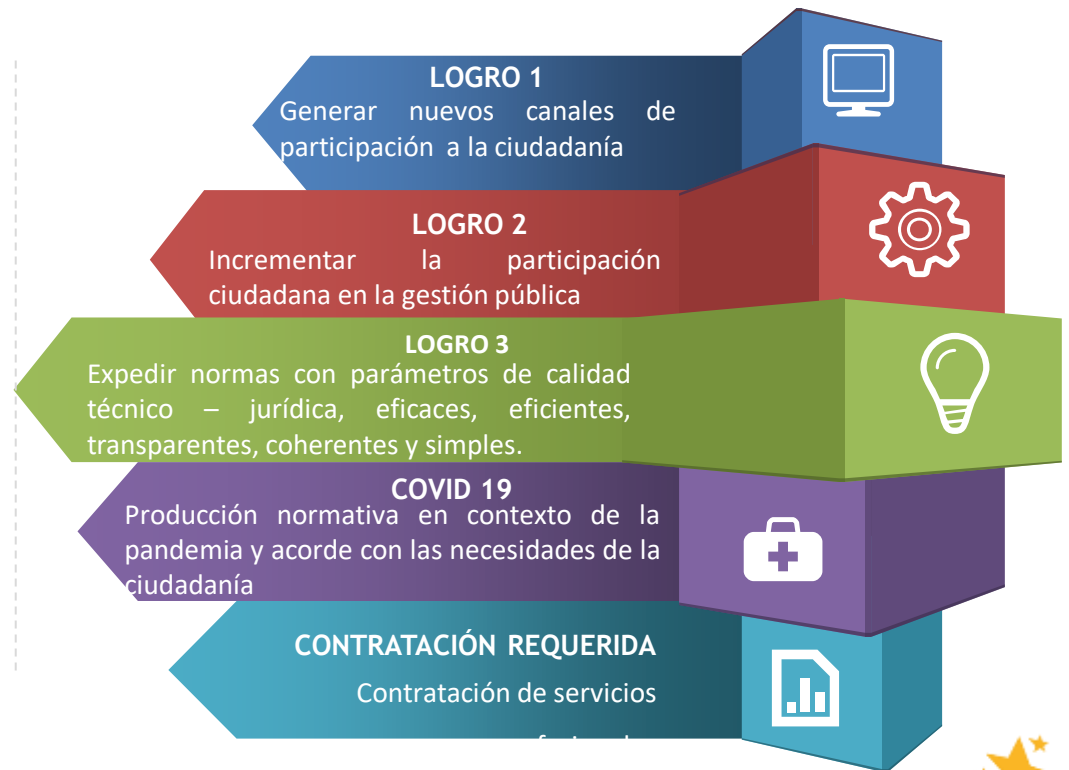 LOGRO 1
Generar nuevos canales de
participación a la ciudadanía
LOGRO 2
Incrementar la participación
ciudadana en la gestión pública
LOGRO 3
Expedir normas con parámetros de calidad
técnico – jurídica, eficaces, eficientes,
transparentes, coherentes y simples.
COVID 19
Producción normativa en contexto de la
pandemia y acorde con las necesidades de la
ciudadanía
CONTRATACIÓN REQUERIDA
Contratación de servicios